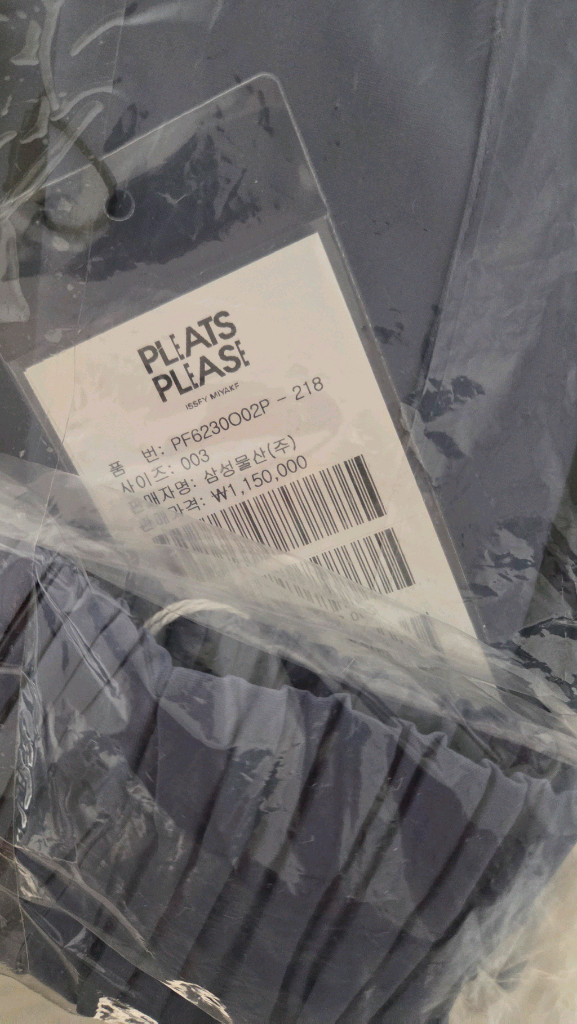 PLEATS
PLEASE
ISSEY MIYAKE
품 번: PF6230O02P - 218
사이즈: 003
판매자명: 삼성물산(주)
판매가격: ₩1,150,000